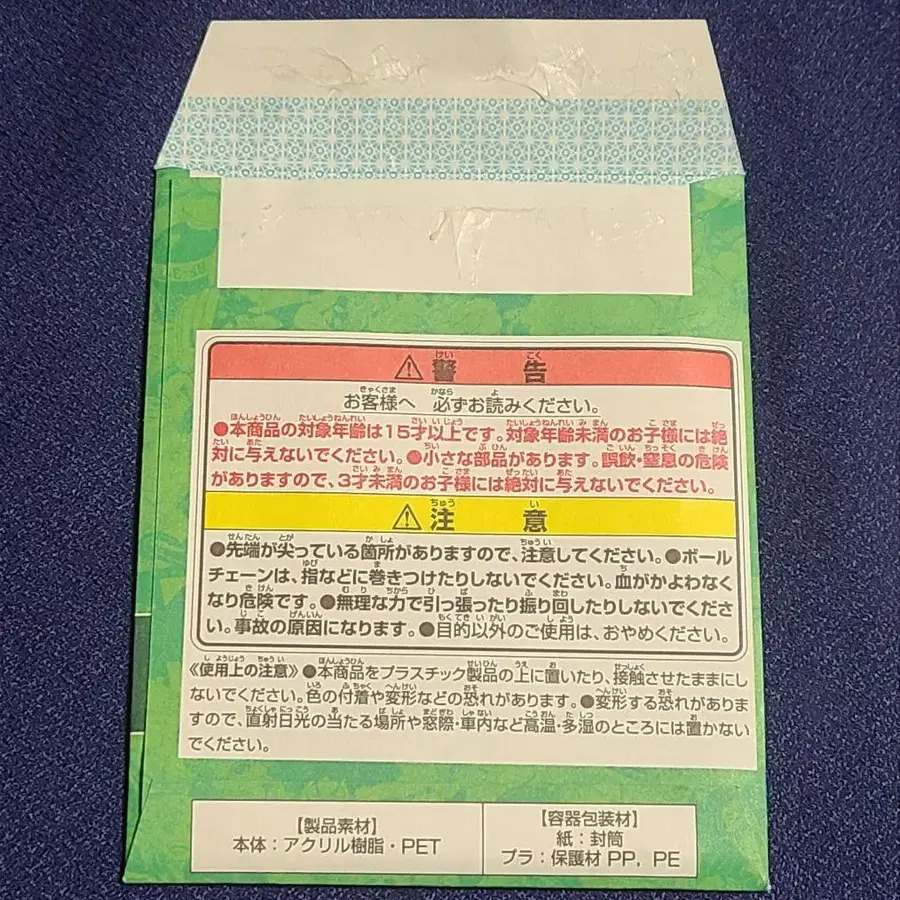 警告
お客様へ 必ずお読みください。
●本商品の対象年齢は15才以上です。対象年齢未満のお子様には絶
対に与えないでください。●小さな部品があります。誤飲・窒息の危険
がありますので、3才未満のお子様には絶対に与えないでください。
注意
●先端が尖っている箇所がありますので、注意してください。●ボール
チェーンは、指などに巻きつけたりしないでください。血がかよわなく
なり危険です。●無理な力で引っ張ったり振り回したりしないでくださ
い。事故の原因になります。●目的以外のご使用は、おやめください。
《使用上の注意》●本商品をプラスチック製品の上に置いたり、接触させたままにし
ないでください。色の付着や変形などの恐れがあります。●変形する恐れがありま
すので、直射日光の当たる場所や窓際・車内など高温・多湿のところには置かない
でください。
【製品素材】
本体：アクリル樹脂・PET
【容器包装材】
紙：封筒
プラ：保護材 PP, PE